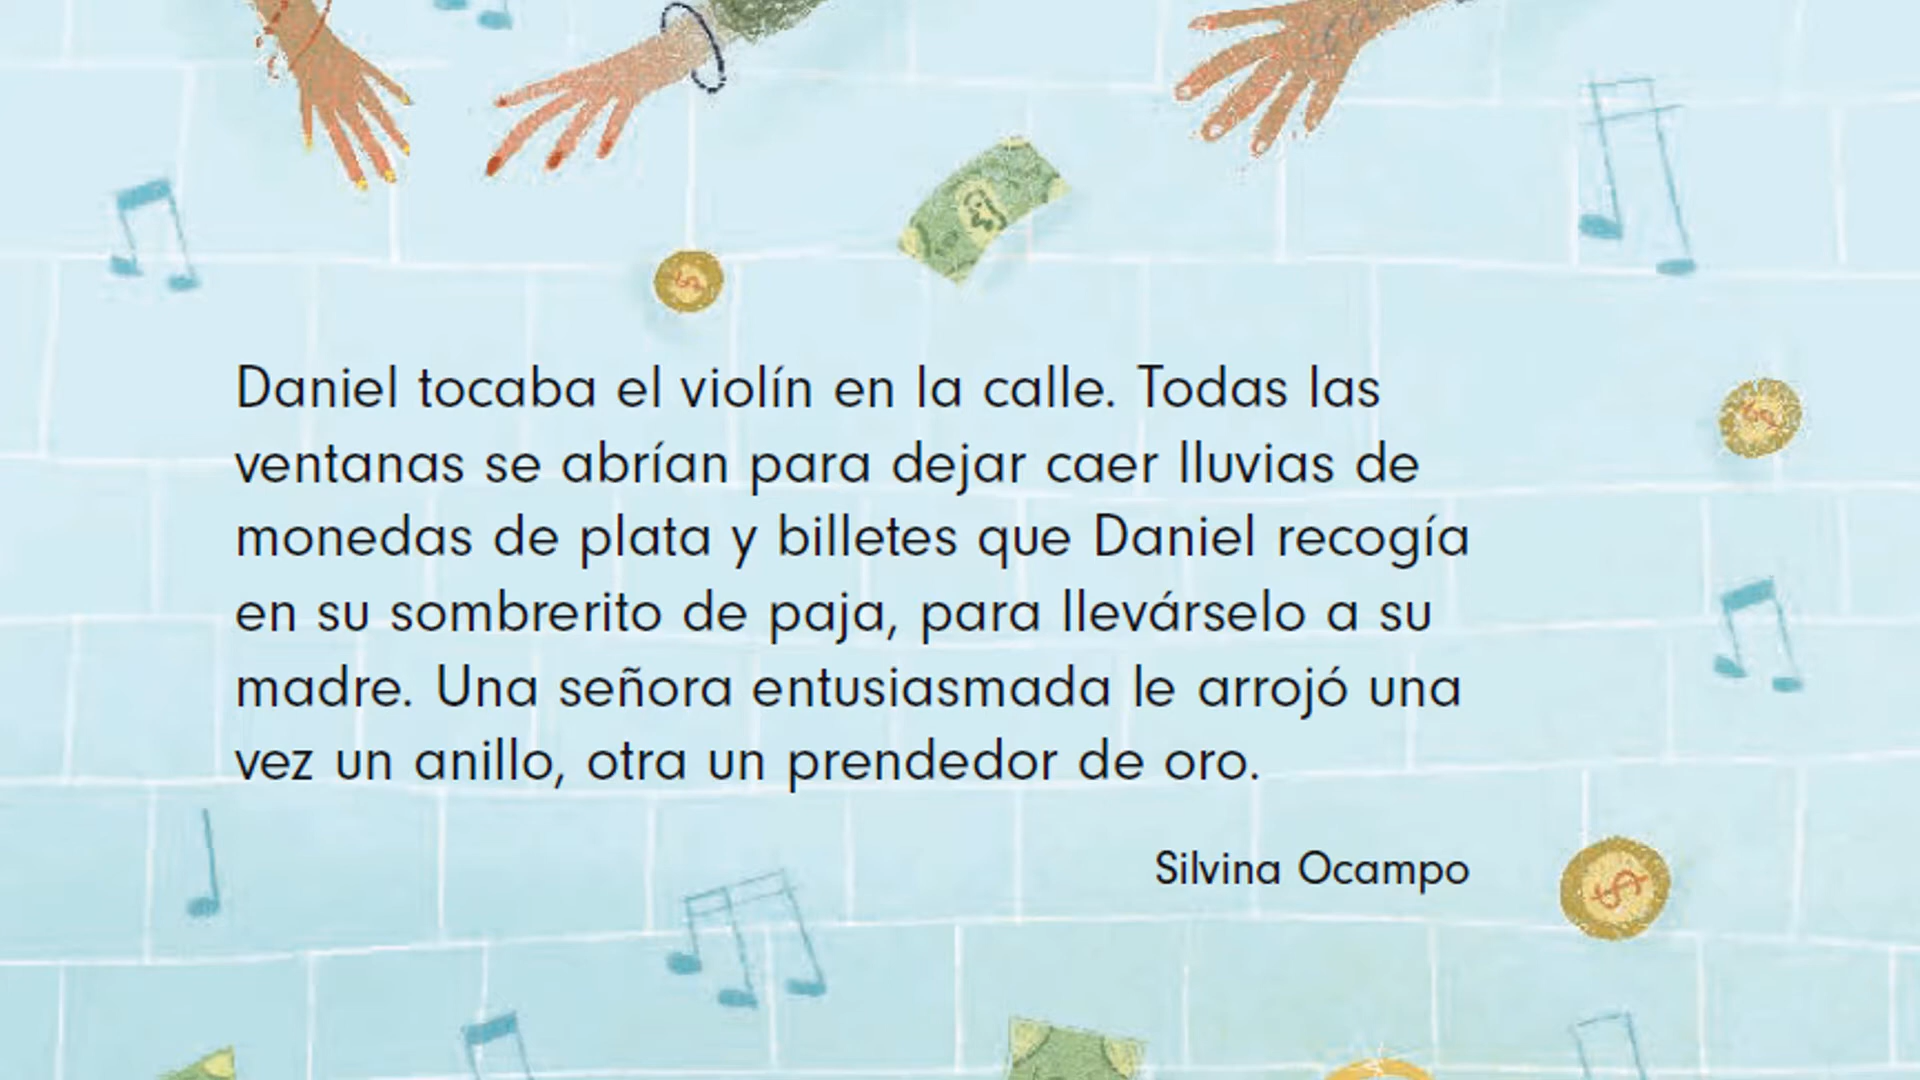 Daniel tocaba el violín en la calle. Todas las
ventanas se abrían para dejar caer lluvias de
monedas de plata y billetes que Daniel recogía
en su sombrerito de paja, para llevárselo a su
madre. Una señora entusiasmada le arrojó una
vez un anillo, otra un prendedor de oro.
Silvina Ocampo